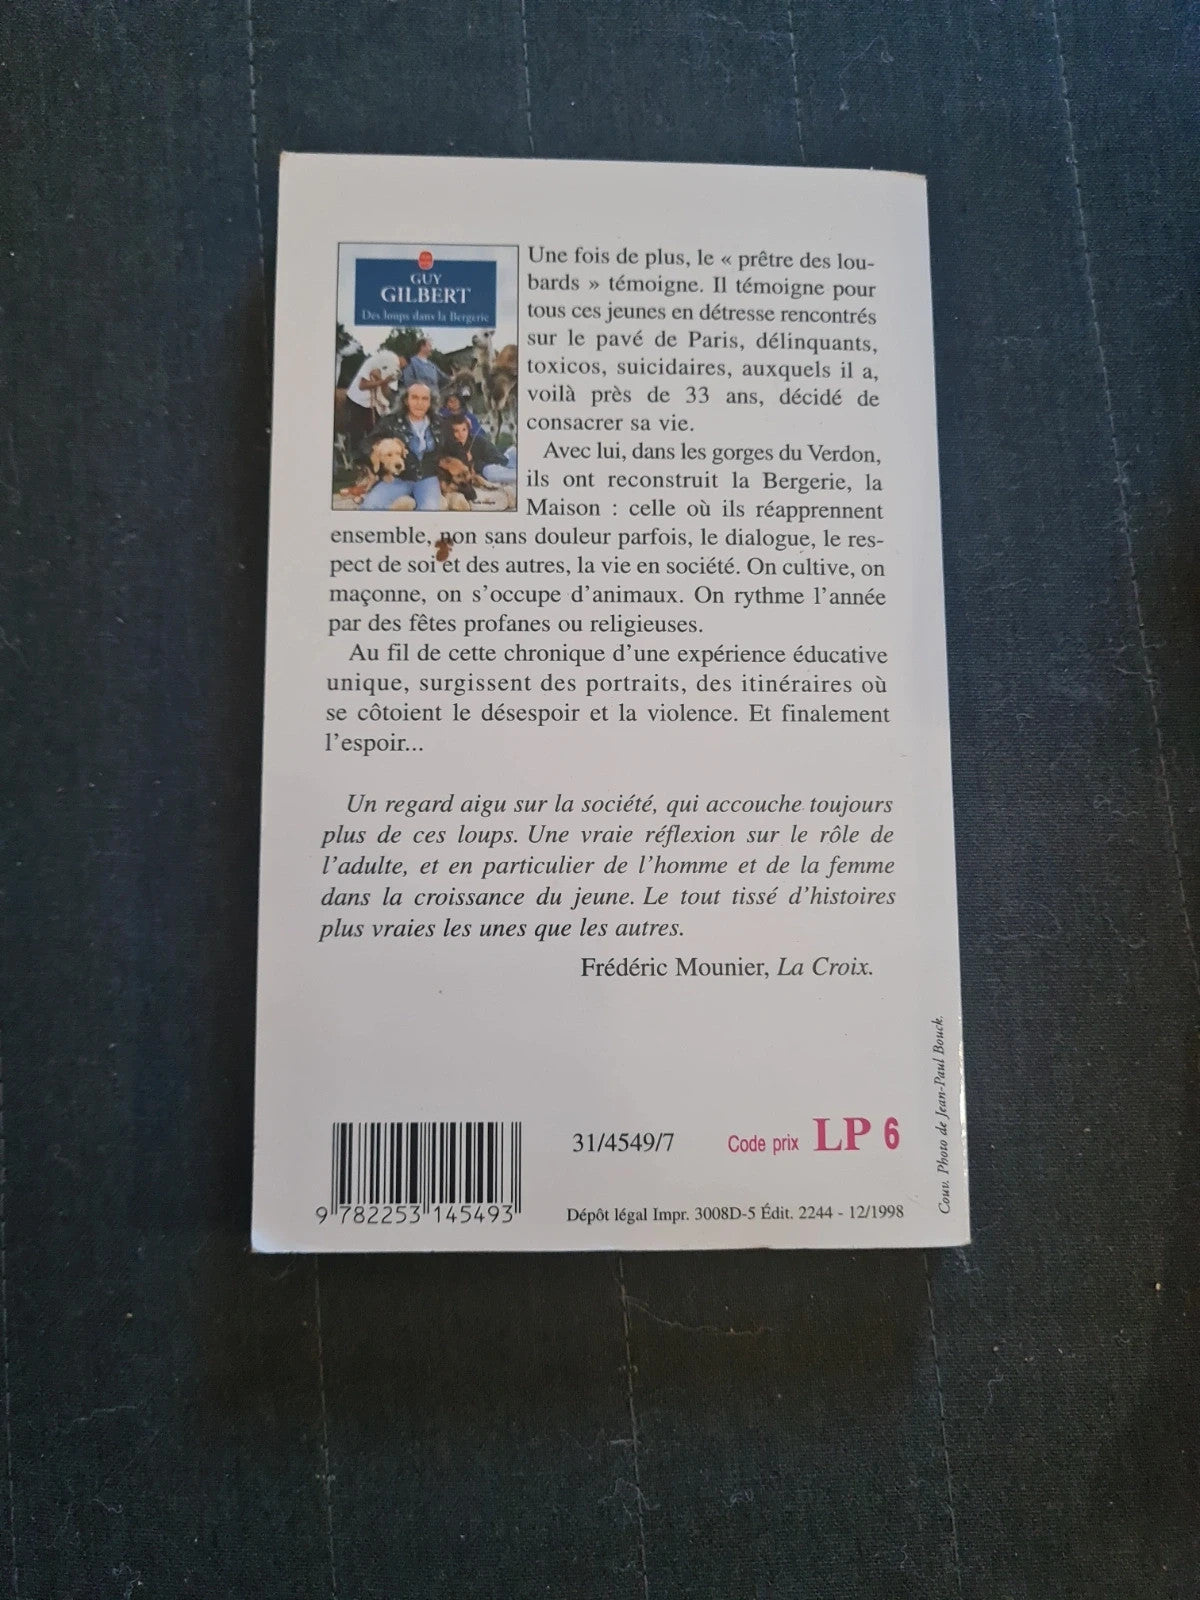 GUY
GILBERT
Des loups dans la Bergerie
Une fois de plus, le « prêtre des lou-
bards » témoigne. Il témoigne pour
tous ces jeunes en détresse rencontrés
sur le pavé de Paris, délinquants,
toxicos, suicidaires, auxquels il a,
voilà près de 33 ans, décidé de
consacrer sa vie.
Avec lui, dans les gorges du Verdon,
ils ont reconstruit la Bergerie, la
Maison : celle où ils réapprennent
ensemble, non sans douleur parfois, le dialogue, le res-
pect de soi et des autres, la vie en société. On cultive, on
maçonne, on s'occupe d'animaux. On rythme l'année
par des fêtes profanes ou religieuses.
Au fil de cette chronique d'une expérience éducative
unique, surgissent des portraits, des itinéraires où
se côtoient le désespoir et la violence. Et finalement
l'espoir...
Un regard aigu sur la société, qui accouche toujours
plus de ces loups. Une vraie réflexion sur le rôle de
l'adulte, et en particulier de l'homme et de la femme
dans la croissance du jeune. Le tout tissé d'histoires
plus vraies les unes que les autres.
Frédéric Mounier, La Croix.
Couv. Photo de Jean-Paul Bouck.
31/4549/7
Code prix LP 6
9 782253 145493
Dépôt légal Impr. 3008D-5 Édit. 2244 - 12/1998